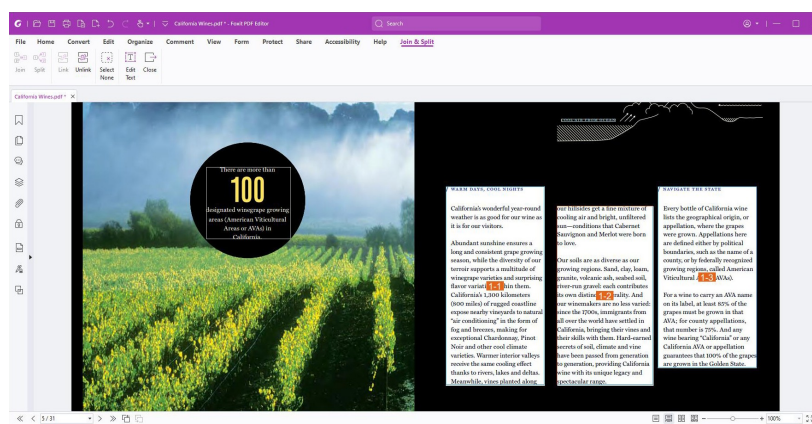 California Wines.pdf * - Foxit PDF Editor
Search
File Home Convert Edit Organize Comment View Form Protect Share Accessibility Help Join & Split
Join Split Link Unlink Select None Edit Text Close
California Wines.pdf *
There are more than
100
designated winegrape growing
areas (American Viticultural
Areas or AVAs) in
California.
WARM DAYS, COOL NIGHTS
California's wonderful year-round
weather is as good for our wine as
it is for our visitors.
Abundant sunshine ensures a
long and consistent grape growing
season, while the diversity of our
terroir supports a multitude of
winegrape varieties and surprising
flavor variati 1-1 hin them.
California's 1,300 kilometers
(800 miles) of rugged coastline
expose nearby vineyards to natural
"air conditioning" in the form of
fog and breezes, making for
exceptional Chardonnay, Pinot
Noir and other cool climate
varieties. Warmer interior valleys
receive the same cooling effect
thanks to rivers, lakes and deltas.
Meanwhile, vines planted along
our hillsides get a fine mixture of
cooling air and bright, unfiltered
sun—conditions that Cabernet
Sauvignon and Merlot were born
to love.
Our soils are as diverse as our
growing regions. Sand, clay, loam,
granite, volcanic ash, seabed soil,
river-run gravel: each contributes
its own distinc 1-2 rality. And
our winemakers are no less varied:
since the 1700s, immigrants from
all over the world have settled in
California, bringing their vines and
their skills with them. Hard-earned
secrets of soil, climate and vine
have been passed from generation
to generation, providing California
wine with its unique legacy and
spectacular range.
NAVIGATE THE STATE
Every bottle of California wine
lists the geographical origin, or
appellation, where the grapes
were grown. Appellations here
are defined either by political
boundaries, such as the name of a
county, or by federally recognized
growing regions, called American
Viticultural 1-3 AVAs).
For a wine to carry an AVA name
on its label, at least 85% of the
grapes must be grown in that
AVA; for county appellations,
that number is 75%. And any
wine bearing "California" or any
California AVA or appellation
guarantees that 100% of the grapes
are grown in the Golden State.
5 / 31
100%